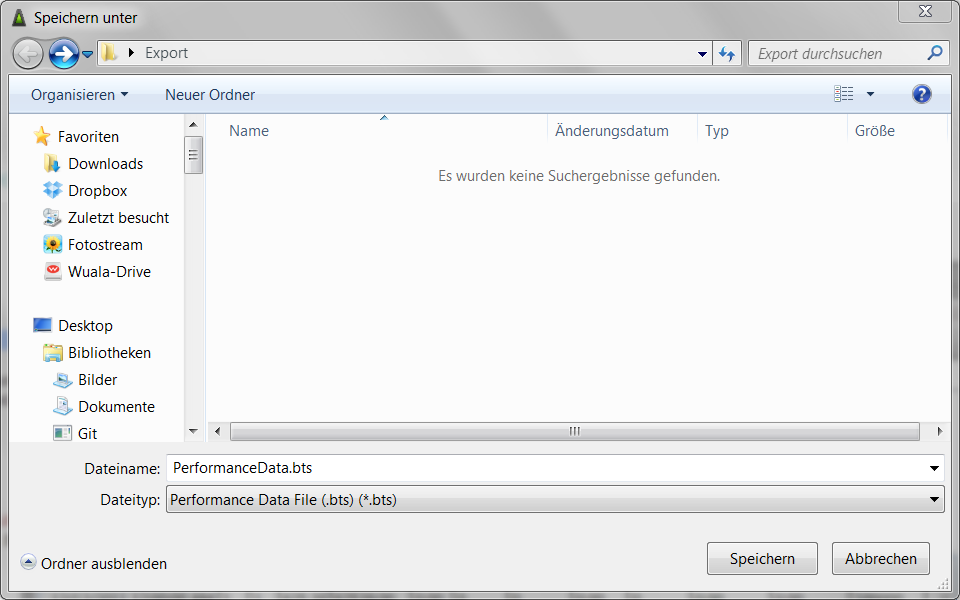 Speichern unter
Export
Export durchsuchen
Organisieren
Neuer Ordner
?
Name
Änderungsdatum
Typ
Größe
Es wurden keine Suchergebnisse gefunden.
Favoriten
Downloads
Dropbox
Zuletzt besucht
Fotostream
Wuala-Drive
Desktop
Bibliotheken
Bilder
Dokumente
Git
Dateiname: PerformanceData.bts
Dateityp: Performance Data File (.bts) (*.bts)
Ordner ausblenden
Speichern
Abbrechen